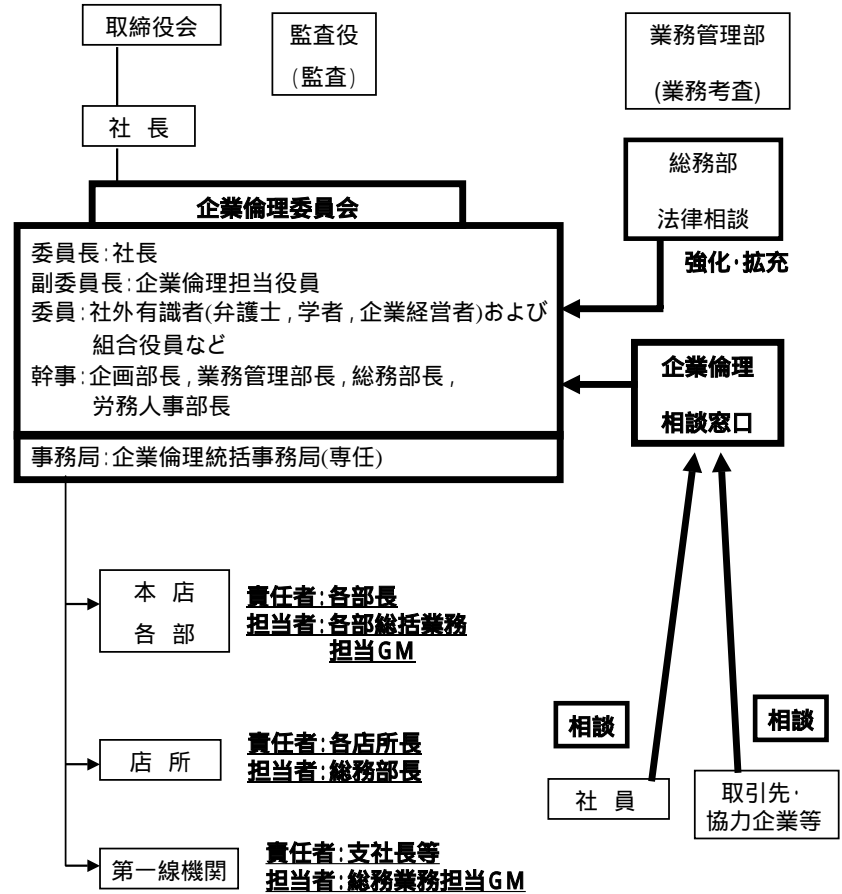 取締役会
監査役
(監査)
業務管理部
(業務考査)
社 長
総務部
法律相談
強化・拡充
企業倫理委員会
委員長:社長
副委員長:企業倫理担当役員
委員:社外有識者(弁護士,学者,企業経営者)および
組合役員など
幹事:企画部長,業務管理部長,総務部長,
労務人事部長
事務局:企業倫理統括事務局(専任)
企業倫理
相談窓口
本 店
各 部
責任者:各部長
担当者:各部総括業務
担当GM
店 所
責任者:各店所長
担当者:総務部長
第一線機関
責任者:支社長等
担当者:総務業務担当GM
相談
相談
社 員
取引先・
協力企業等